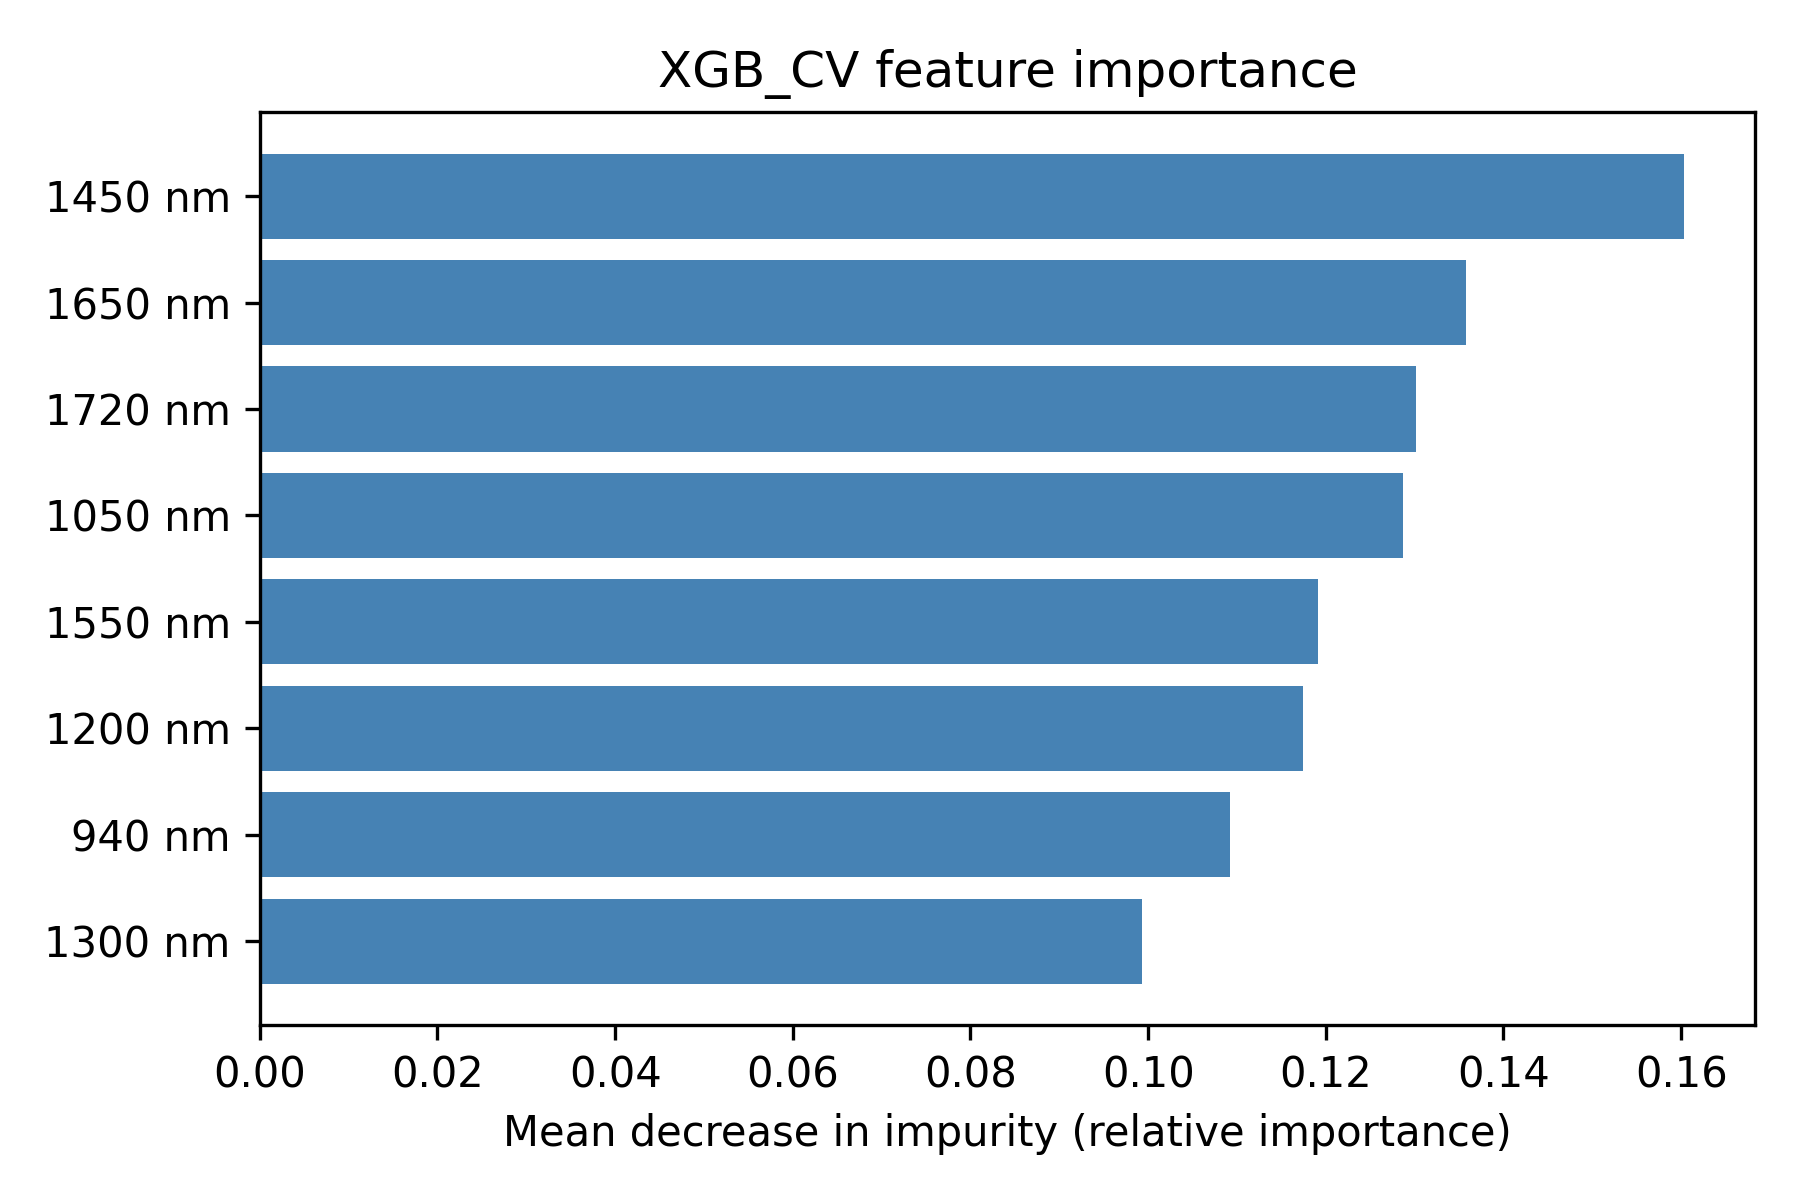 XGB_CV feature importance
1450 nm
1650 nm
1720 nm
1050 nm
1550 nm
1200 nm
940 nm
1300 nm
0.00 0.02 0.04 0.06 0.08 0.10 0.12 0.14 0.16
Mean decrease in impurity (relative importance)